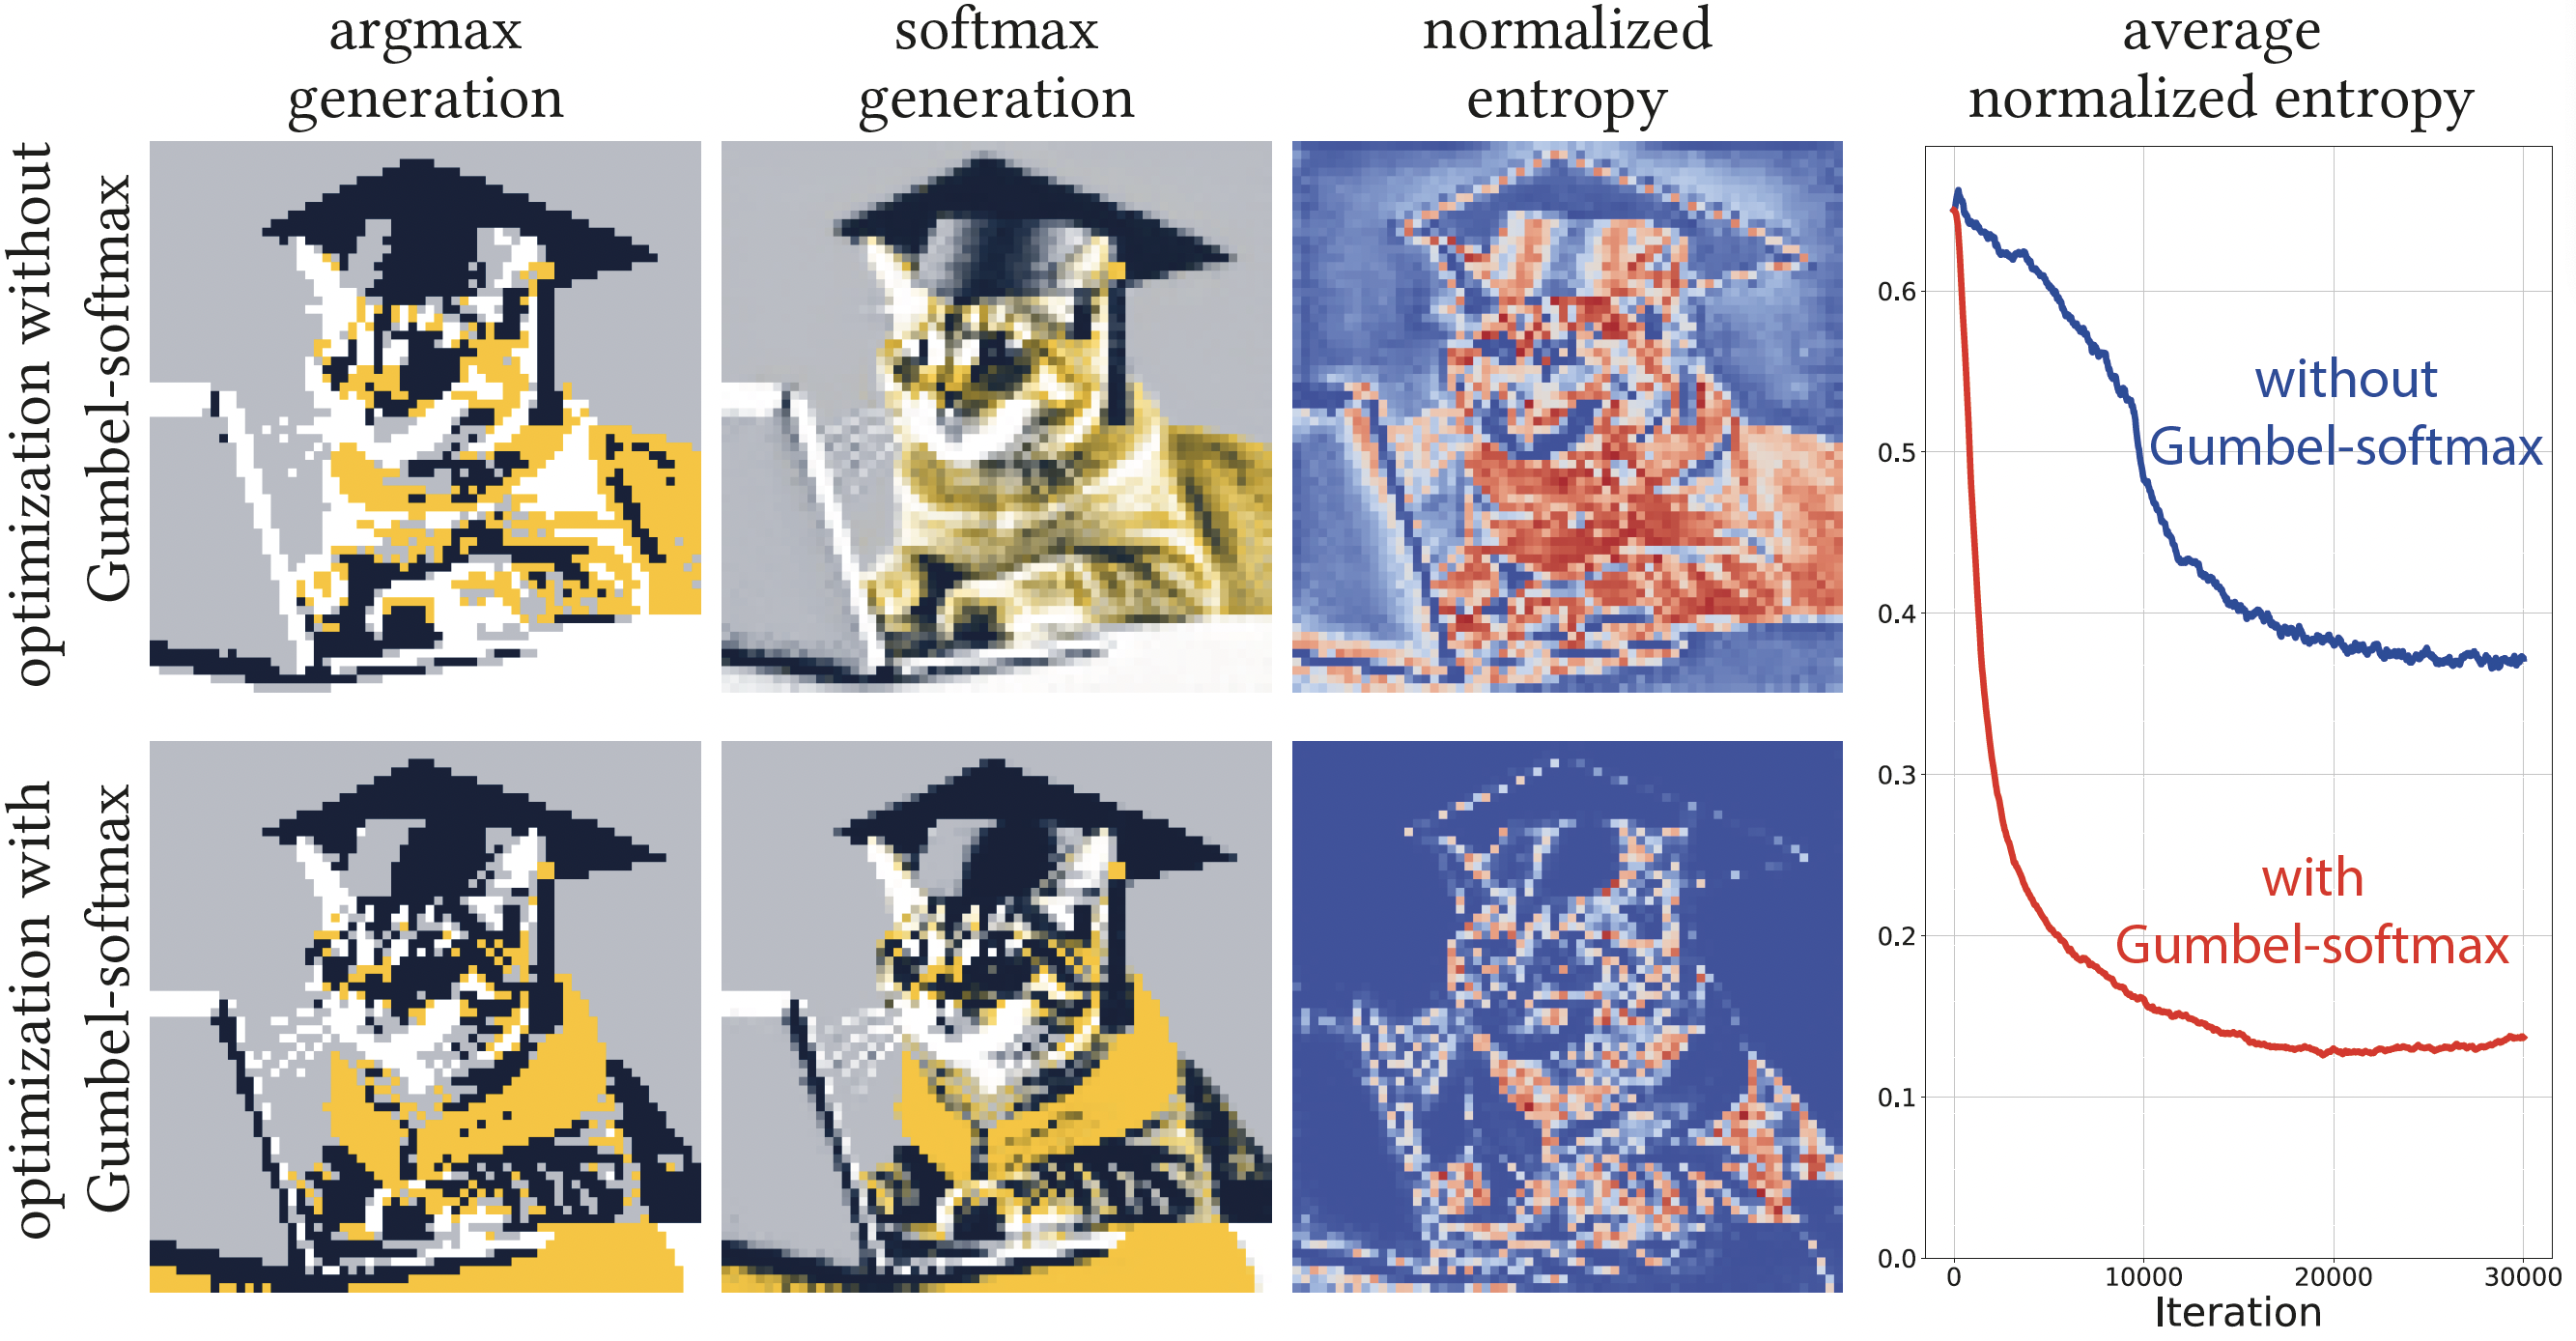 argmax
generation
softmax
generation
normalized
entropy
average
normalized entropy
optimization without
Gumbel-softmax
optimization with
Gumbel-softmax
0.6
0.5
0.4
0.3
0.2
0.1
0.0
without
Gumbel-softmax
with
Gumbel-softmax
0 10000 20000 30000
Iteration